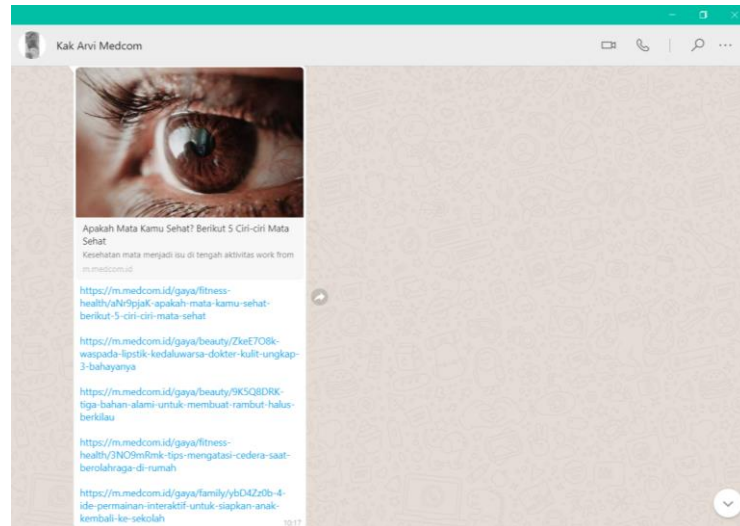 Kak Arvi Medcom
Apakah Mata Kamu Sehat? Berikut 5 Ciri-ciri Mata
Sehat
Kesehatan mata menjadi isu di tengah aktivitas work from
m.medcom.id
https://m.medcom.id/gaya/fitness-
health/aNr9pjaK-apakah-mata-kamu-sehat-
berikut-5-ciri-ciri-mata-sehat
https://m.medcom.id/gaya/beauty/ZkeE7O8k-
waspada-lipstik-kedaluwarsa-dokter-kulit-ungkap-
3-bahayanya
https://m.medcom.id/gaya/beauty/9K5Q8DRK-
tiga-bahan-alami-untuk-membuat-rambut-halus-
berkilau
https://m.medcom.id/gaya/fitness-
health/3NO9mRmk-tips-mengatasi-cedera-saat-
berolahraga-di-rumah
https://m.medcom.id/gaya/family/ybD4Zz0b-4-
ide-permainan-interaktif-untuk-siapkan-anak-
kembali-ke-sekolah
10:17